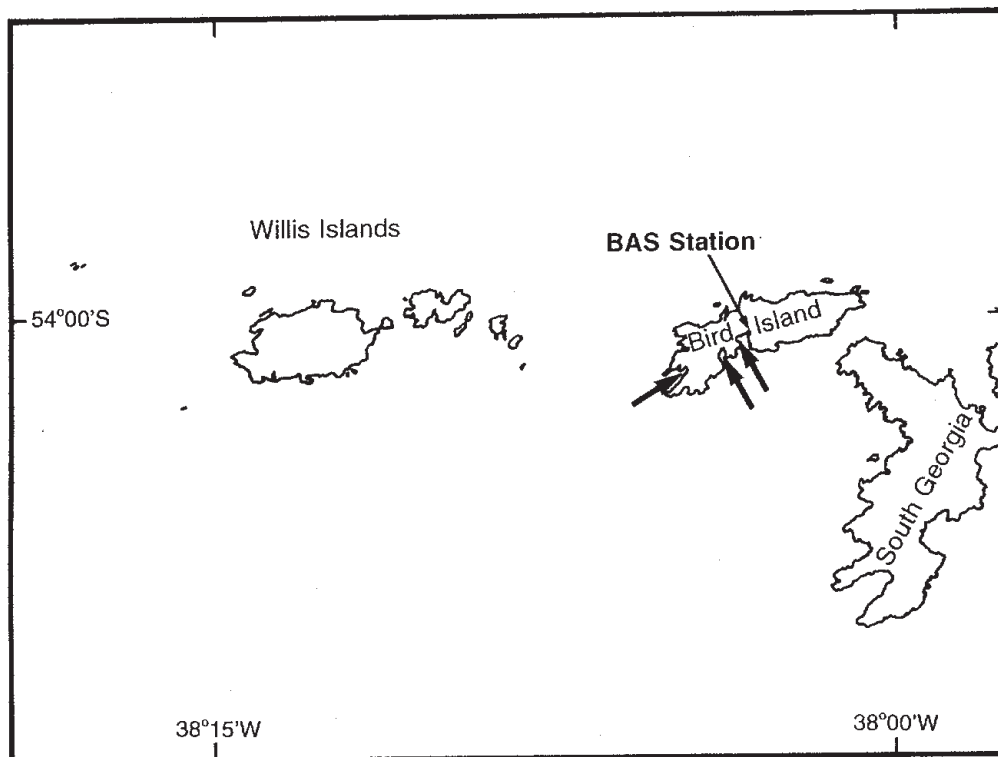 Willis Islands
BAS Station
54°00'S
Bird Island
South Georgia
38°15'W
38°00'W